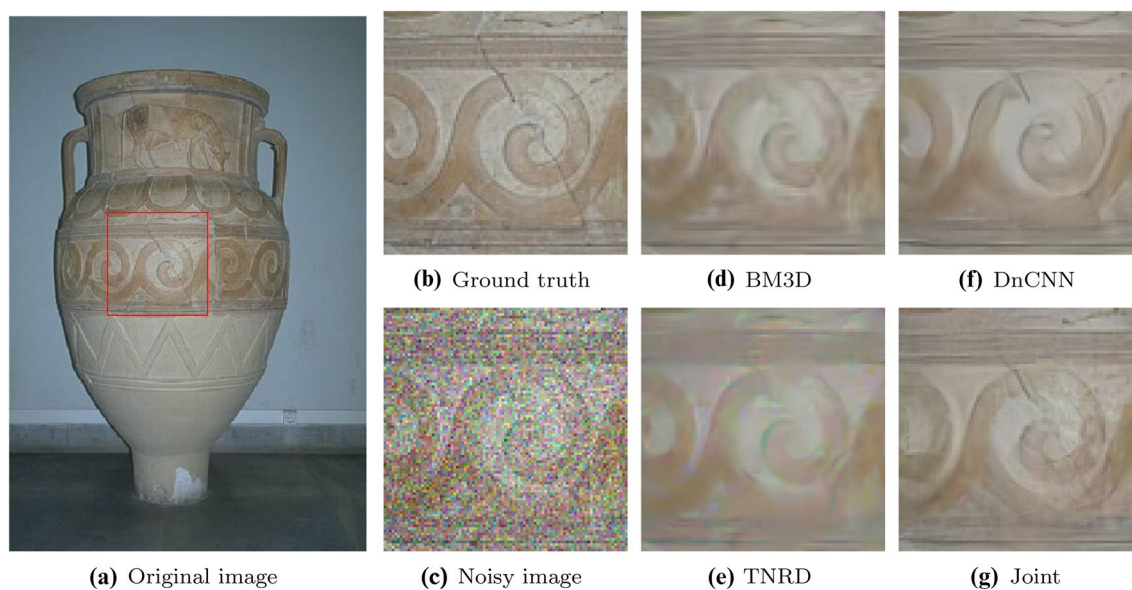 (b) Ground truth
(d) BM3D
(f) DnCNN
(a) Original image
(c) Noisy image
(e) TNRD
(g) Joint